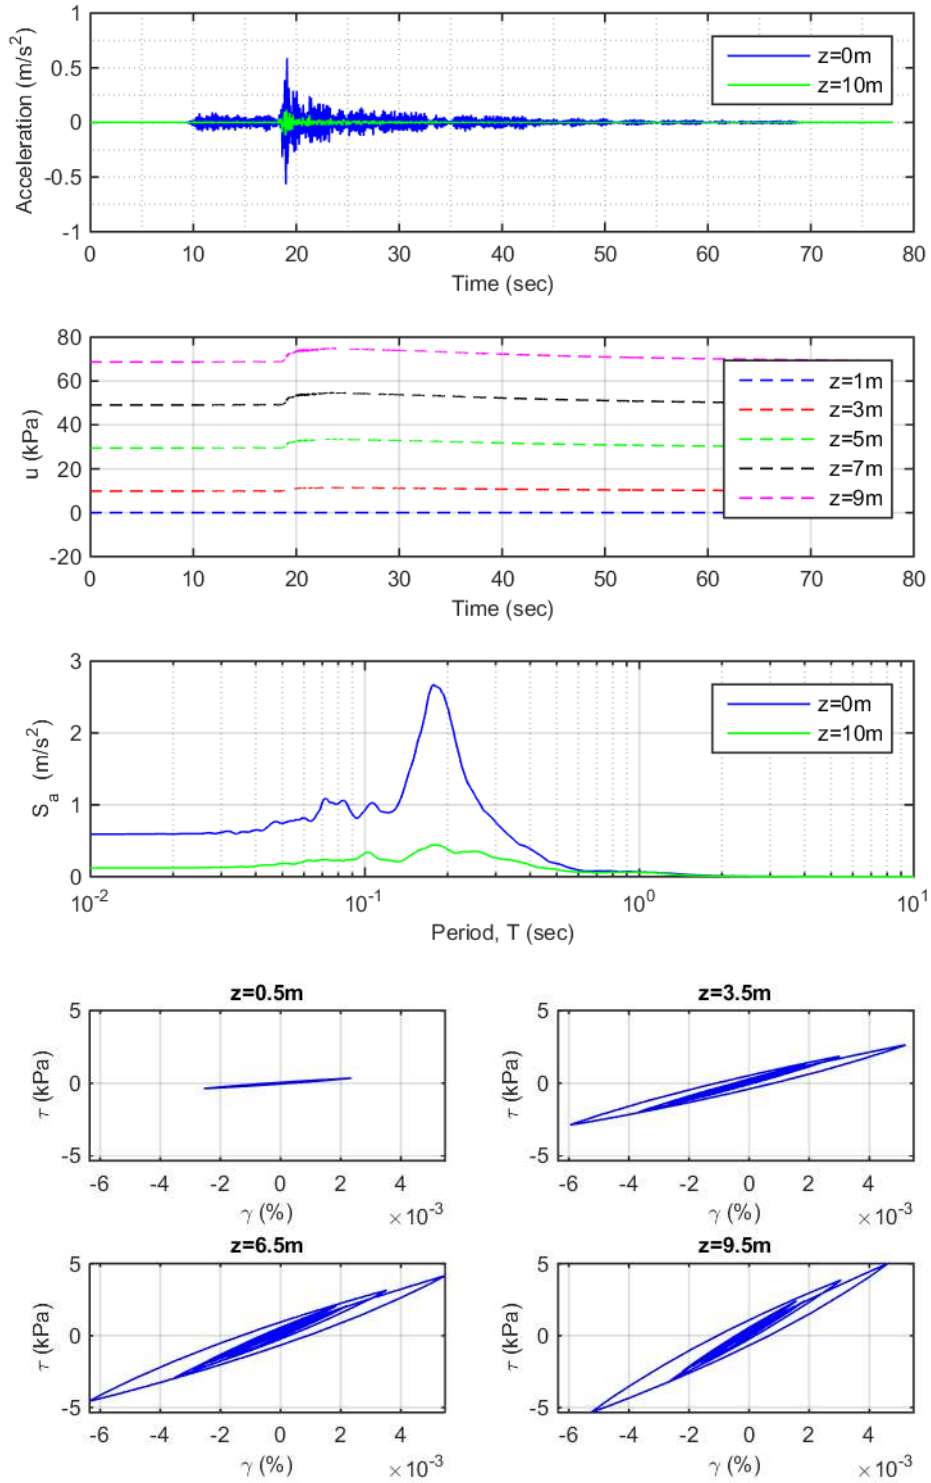 1
0.5
0
-0.5
-1
Acceleration (m/s²)
z=0m
z=10m
0 10 20 30 40 50 60 70 80
Time (sec)
80
60
40
20
0
-20
u (kPa)
z=1m
z=3m
z=5m
z=7m
z=9m
0 10 20 30 40 50 60 70 80
Time (sec)
3
2
1
0
Sₐ (m/s²)
z=0m
z=10m
10⁻² 10⁻¹ 10⁰ 10¹
Period, T (sec)
z=0.5m
5
0
-5
τ (kPa)
-6 -4 -2 0 2 4
γ (%) ×10⁻³
z=3.5m
5
0
-5
τ (kPa)
-6 -4 -2 0 2 4
γ (%) ×10⁻³
z=6.5m
5
0
-5
τ (kPa)
-6 -4 -2 0 2 4
γ (%) ×10⁻³
z=9.5m
5
0
-5
τ (kPa)
-6 -4 -2 0 2 4
γ (%) ×10⁻³